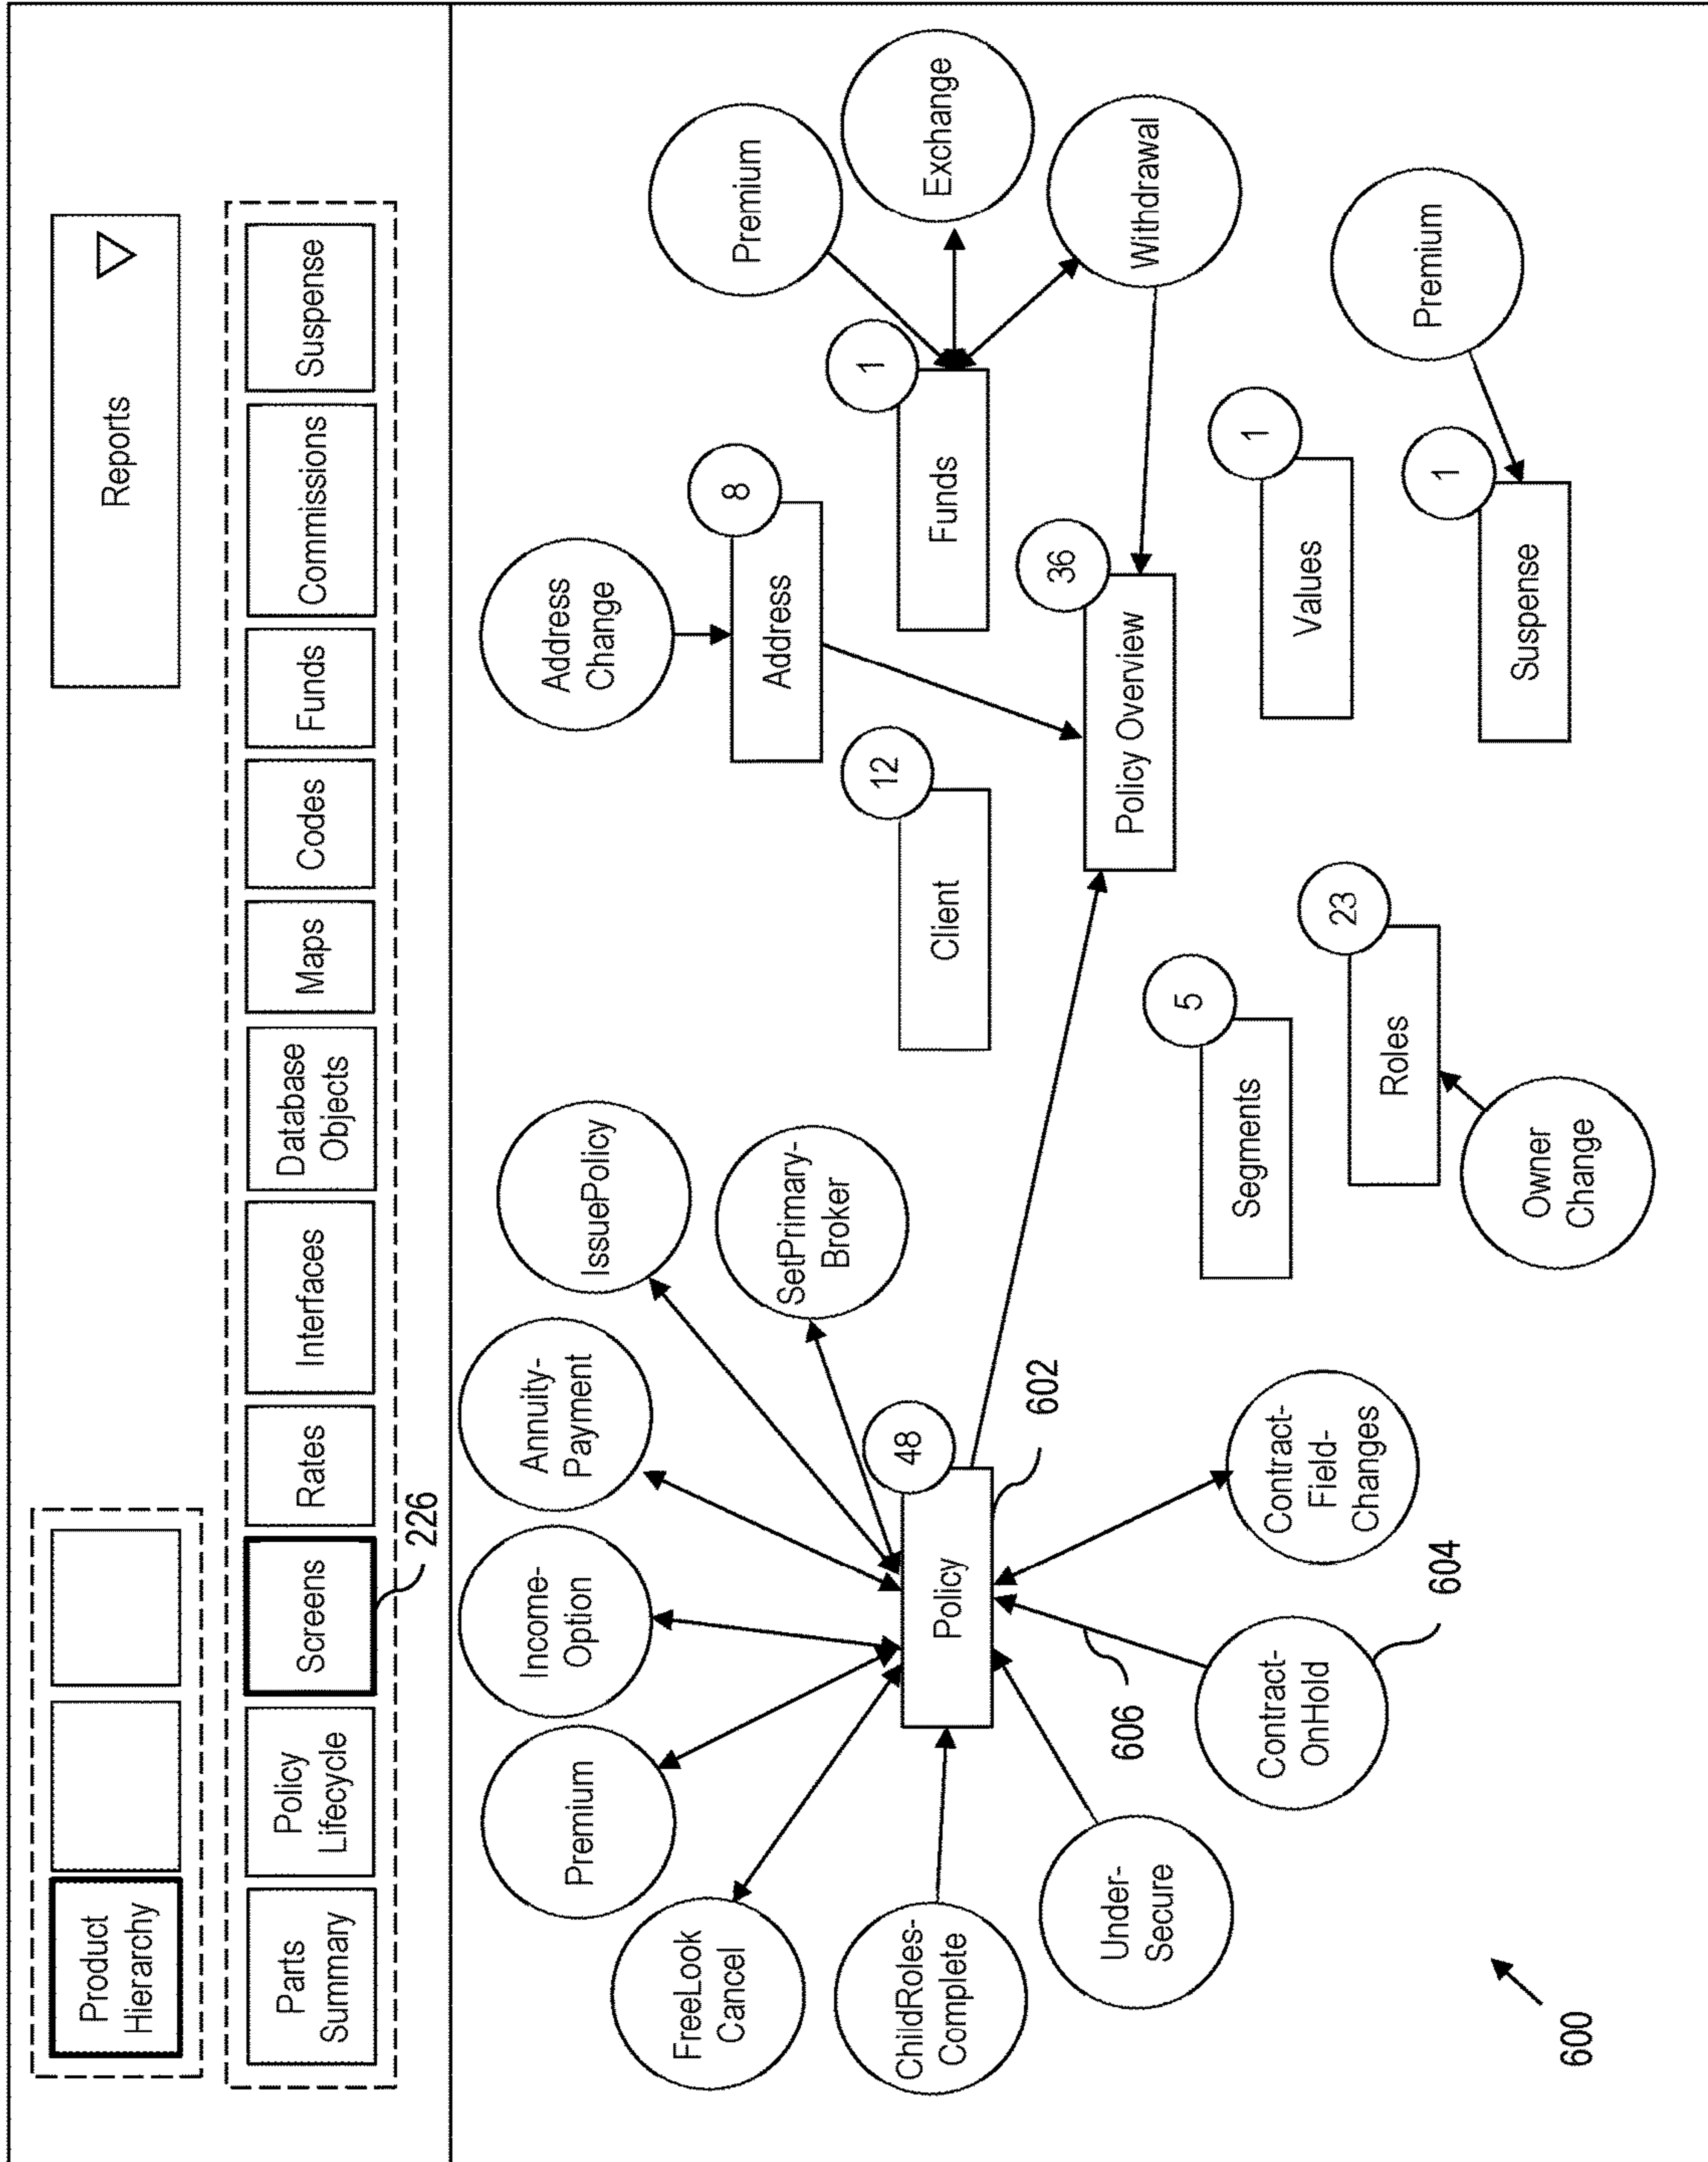 Product
Hierarchy
Reports
Parts
Summary
Policy
Lifecycle
Screens
Rates
Interfaces
Database
Objects
Maps
Codes
Funds
Commissions
Suspense
226
Annuity-
Payment
Income-
Option
Premium
IssuePolicy
FreeLook
Cancel
SetPrimary-
Broker
ChildRoles-
Complete
48
Policy
602
Under-
Secure
606
Contract-
OnHold
604
Contract-
Field-
Changes
Address
Change
8
Address
Premium
Exchange
1
Funds
12
Client
Withdrawal
36
Policy Overview
5
Segments
1
Values
23
Roles
Owner
Change
Premium
1
Suspense
600